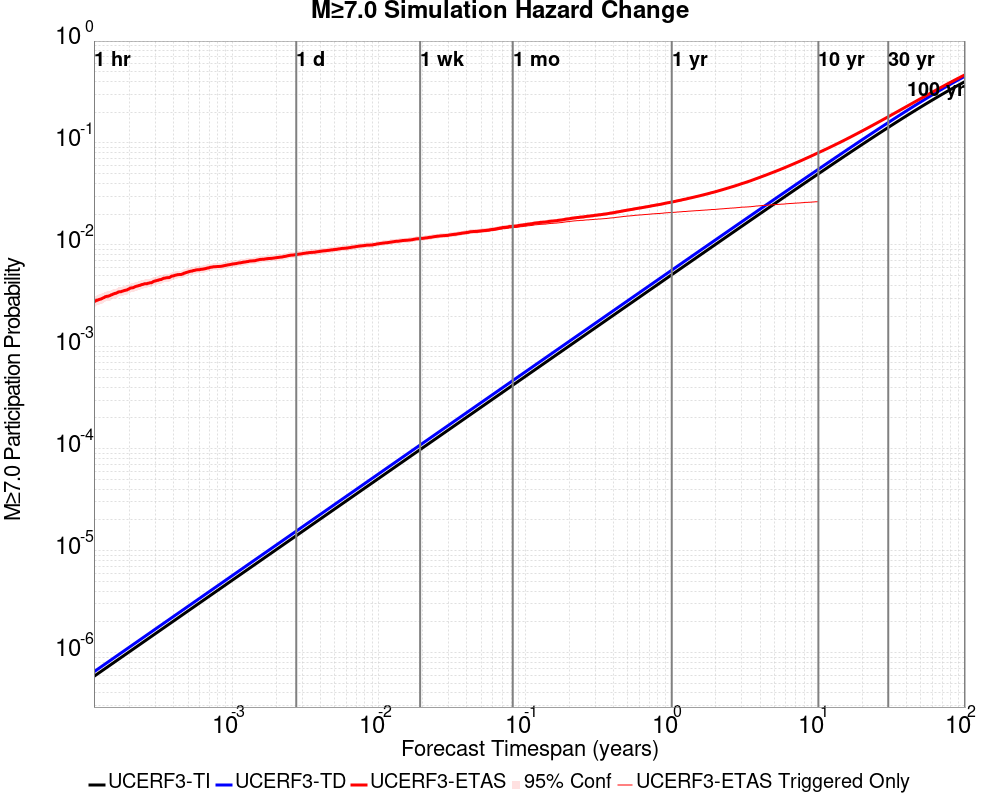 M≥7.0 Simulation Hazard Change
M≥7.0 Participation Probability
10^0
10^-1
10^-2
10^-3
10^-4
10^-5
10^-6
1 hr 1 d 1 wk 1 mo 1 yr 10 yr 30 yr
100 yr
10^-3 10^-2 10^-1 10^0 10^1 10^2
Forecast Timespan (years)
UCERF3-TI UCERF3-TD UCERF3-ETAS 95% Conf UCERF3-ETAS Triggered Only